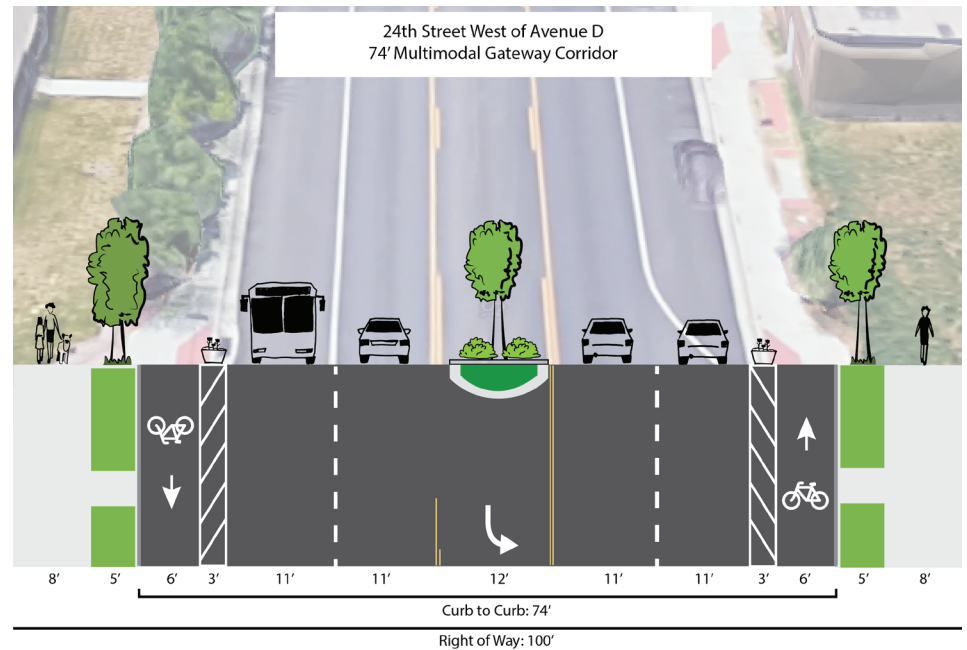 24th Street West of Avenue D
74′ Multimodal Gateway Corridor
8′ 5′ 6′ 3′ 11′ 11′ 12′ 11′ 11′ 3′ 6′ 5′ 8′
Curb to Curb: 74′
Right of Way: 100′